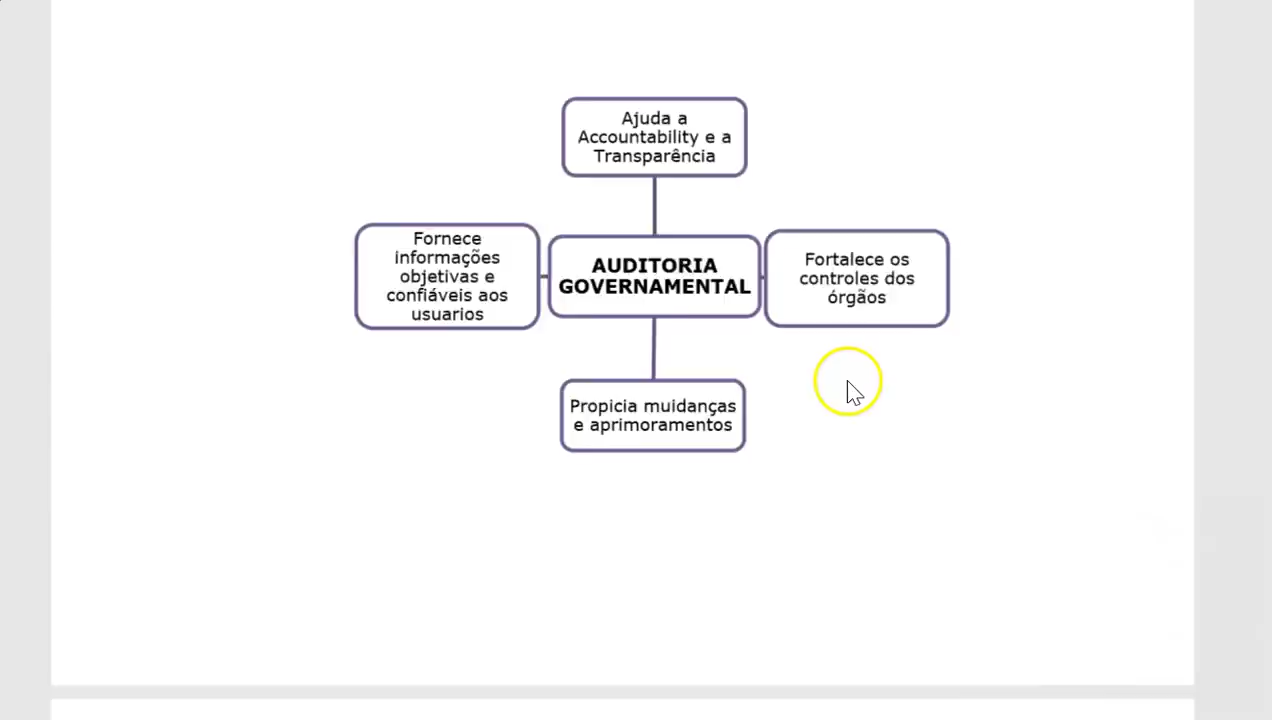 Ajuda a
Accountability e a
Transparência
Fornece
informações
objetivas e
confiáveis aos
usuarios
AUDITORIA
GOVERNAMENTAL
Fortalece os
controles dos
órgãos
Propicia muidanças
e aprimoramentos